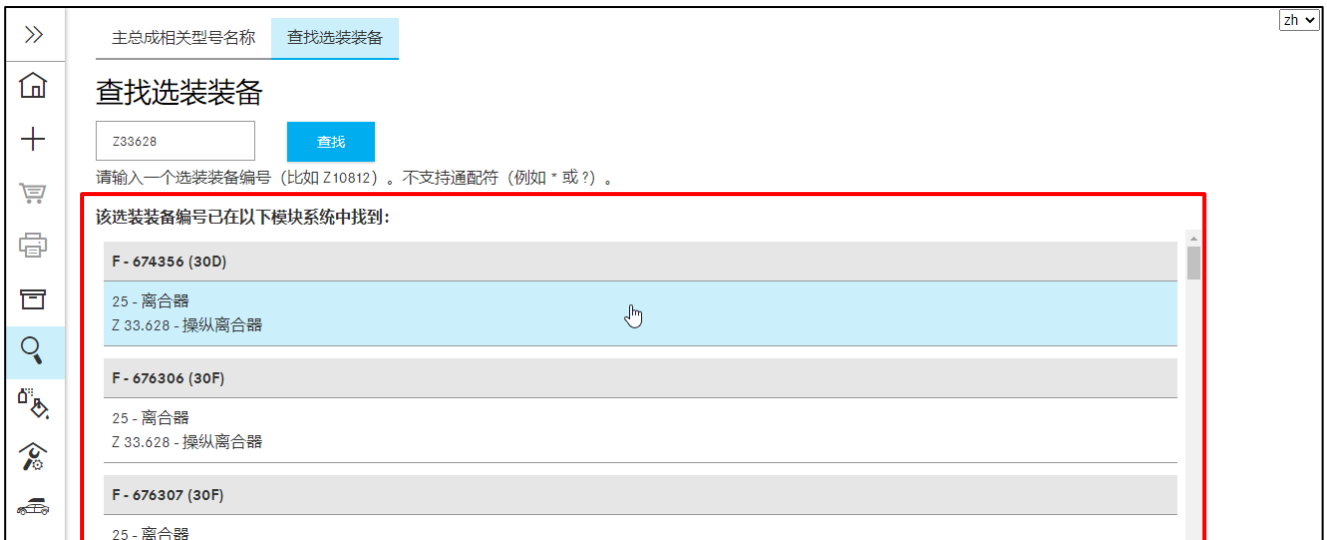 zh
主总成相关型号名称 查找选装装备
查找选装装备
Z33628 查找
请输入一个选装装备编号（比如 Z10812）。不支持通配符（例如 * 或 ?）。
该选装装备编号已在以下模块系统中找到：
F - 674356 (30D)
25 - 离合器
Z 33.628 - 操纵离合器
F - 676306 (30F)
25 - 离合器
Z 33.628 - 操纵离合器
F - 676307 (30F)
25 - 离合器